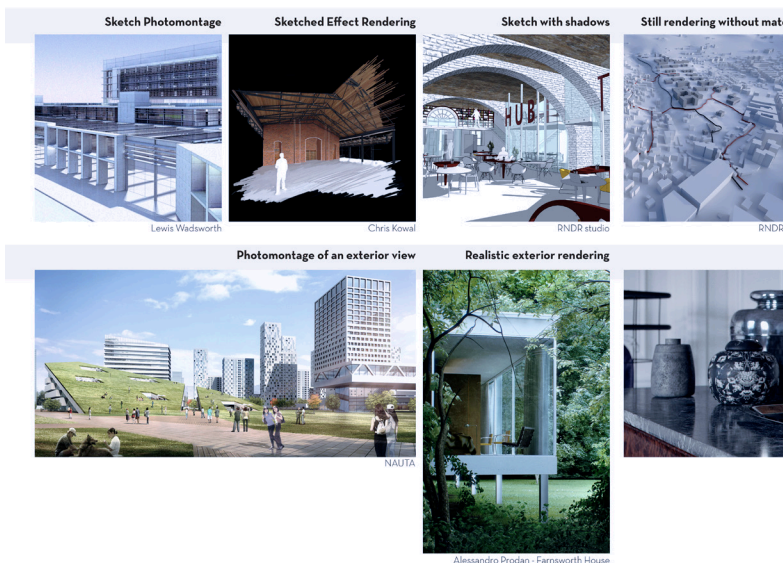 Sketch Photomontage
Sketched Effect Rendering
Sketch with shadows
Still rendering without
HUB
Lewis Wadsworth
Chris Kowal
RNDR studio
RNDR
Photomontage of an exterior view
Realistic exterior rendering
NAUTA
Alessandro Prodan - Farnsworth House